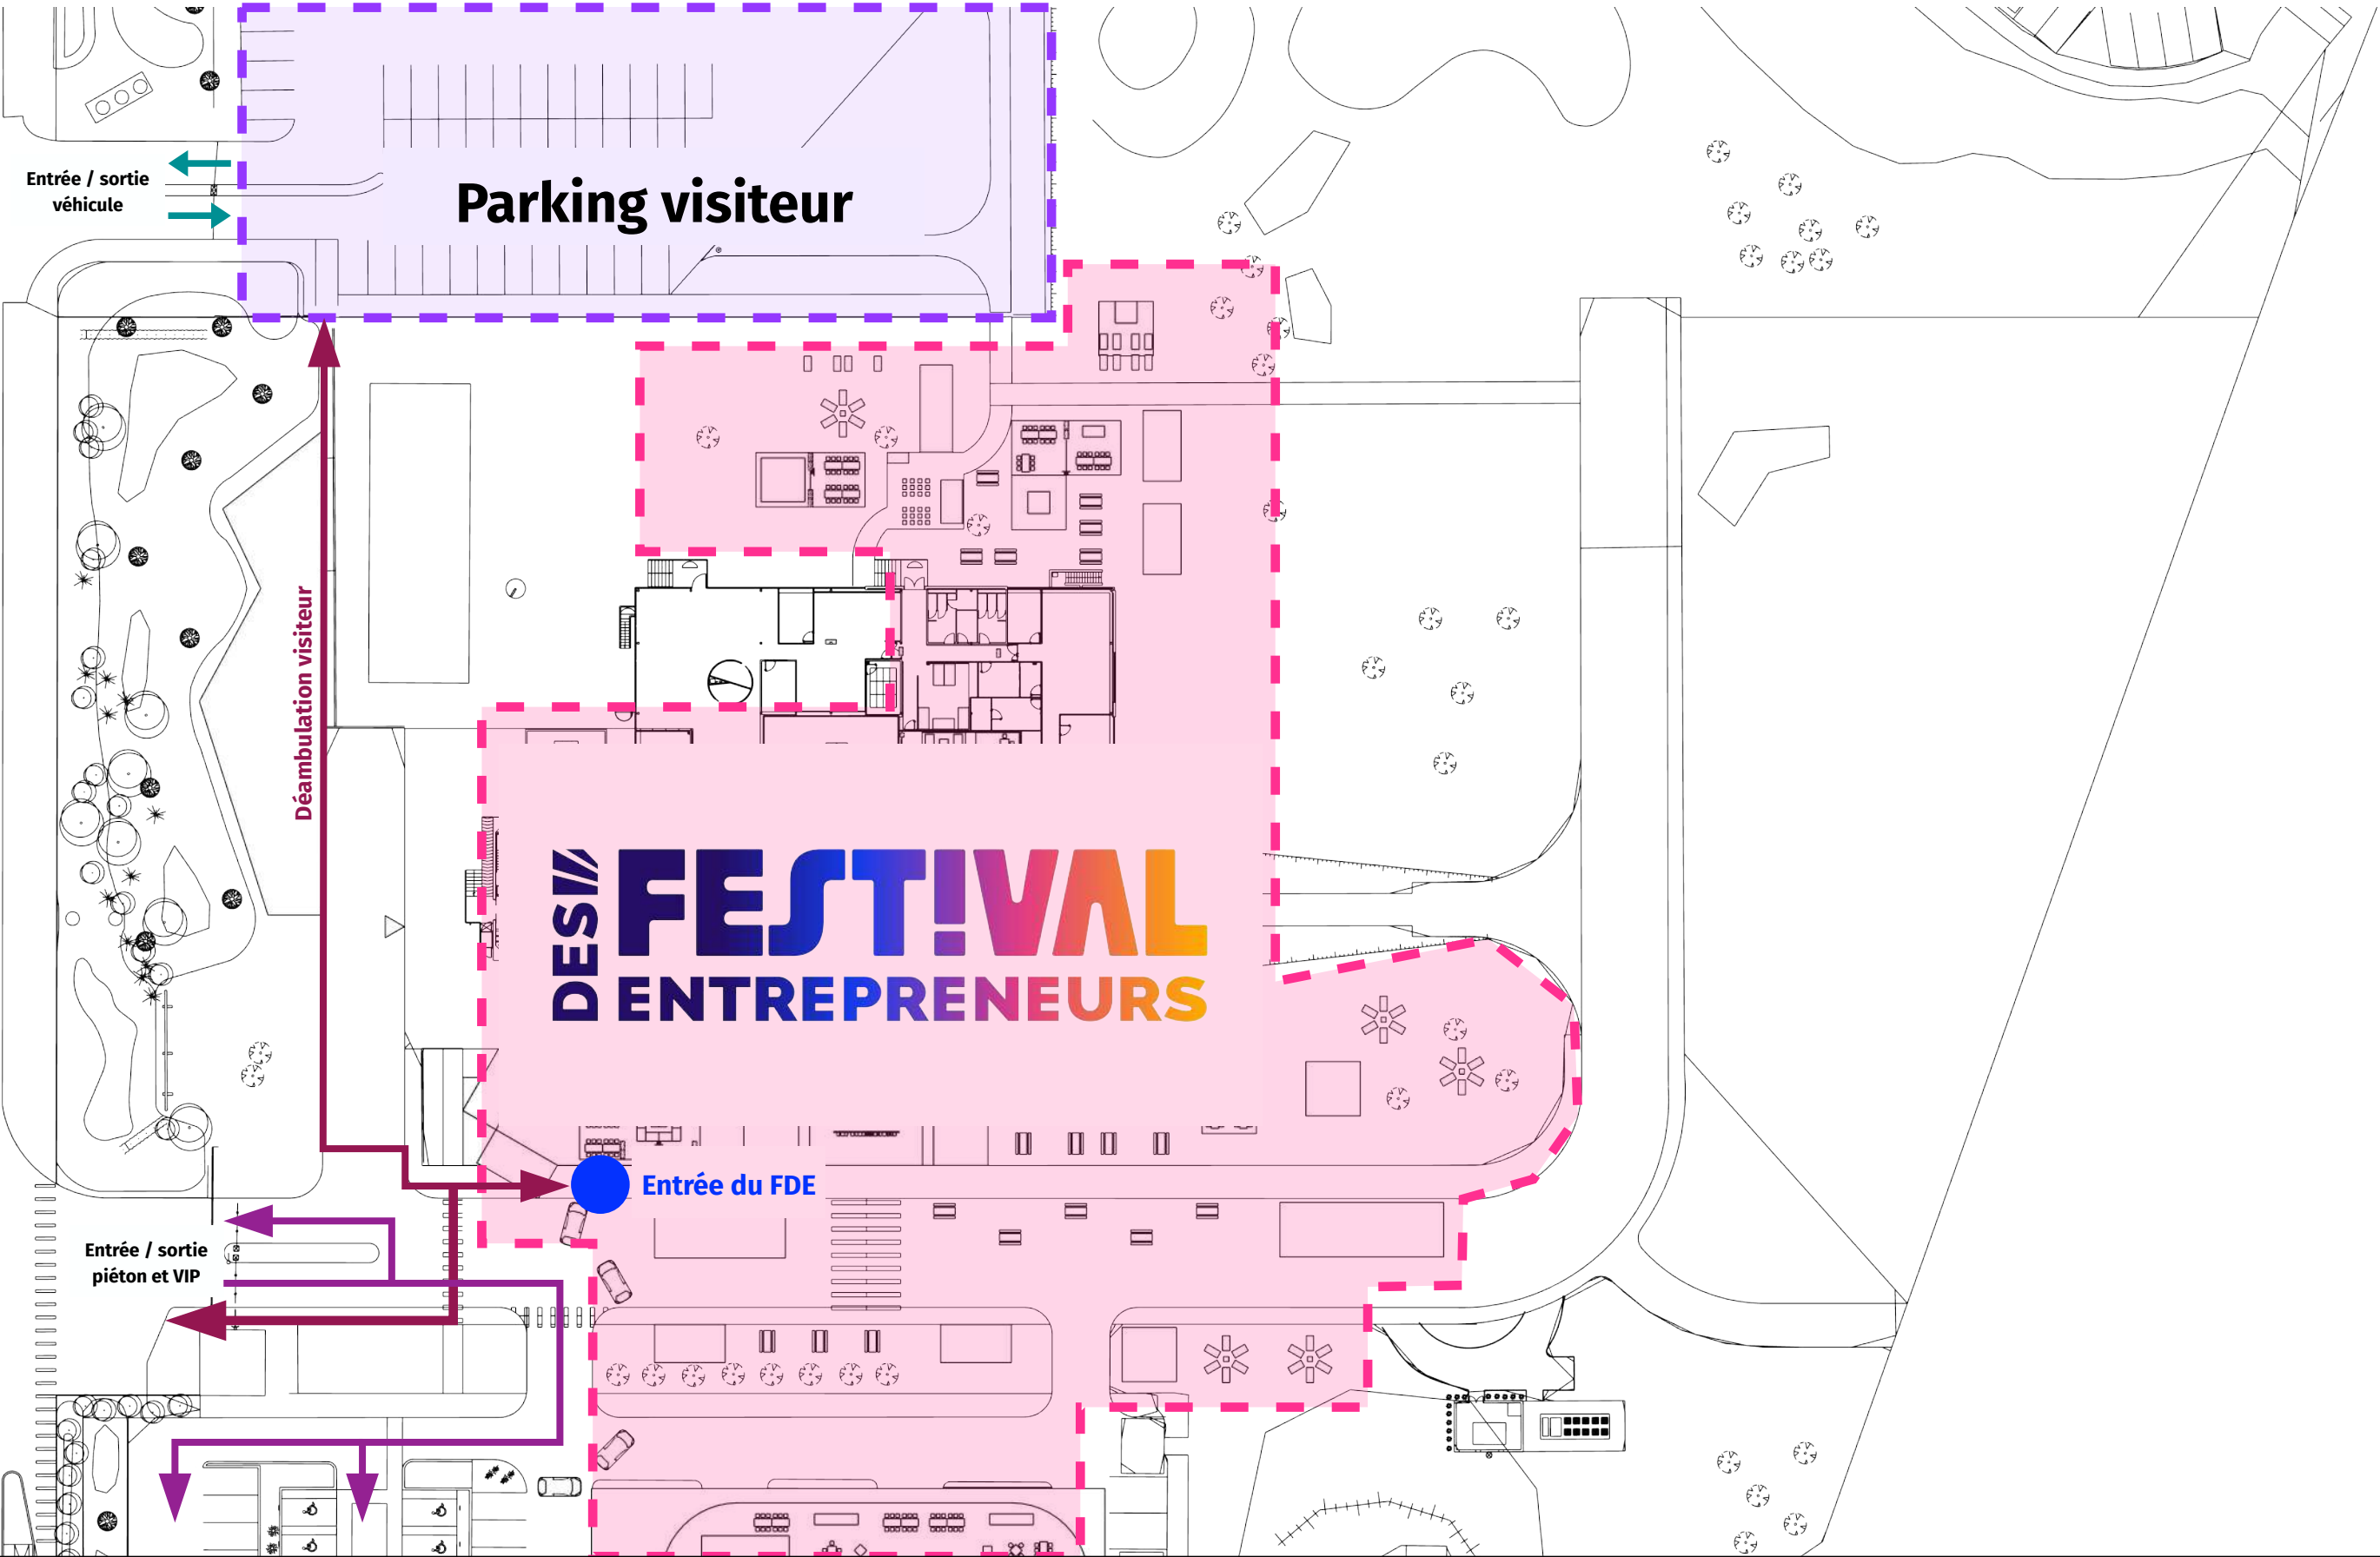 Entrée / sortie
véhicule
Parking visiteur
Déambulation visiteur
DES
FEST!VAL
ENTREPRENEURS
Entrée du FDE
Entrée / sortie
piéton et VIP